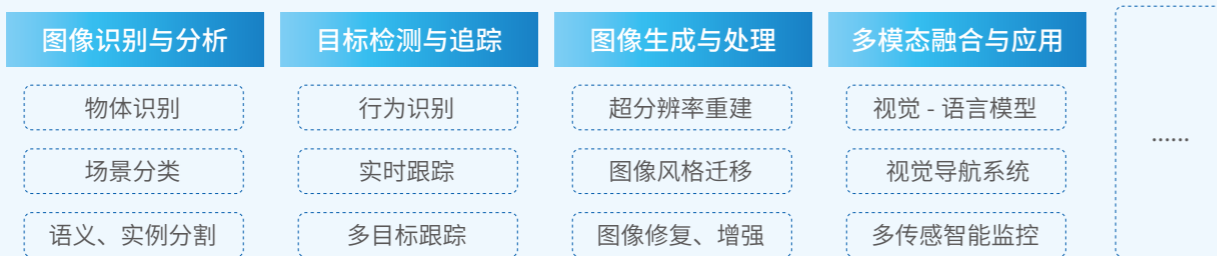 图像识别与分析
物体识别
场景分类
语义、实例分割
目标检测与追踪
行为识别
实时跟踪
多目标跟踪
图像生成与处理
超分辨率重建
图像风格迁移
图像修复、增强
多模态融合与应用
视觉 - 语言模型
视觉导航系统
多传感智能监控
......